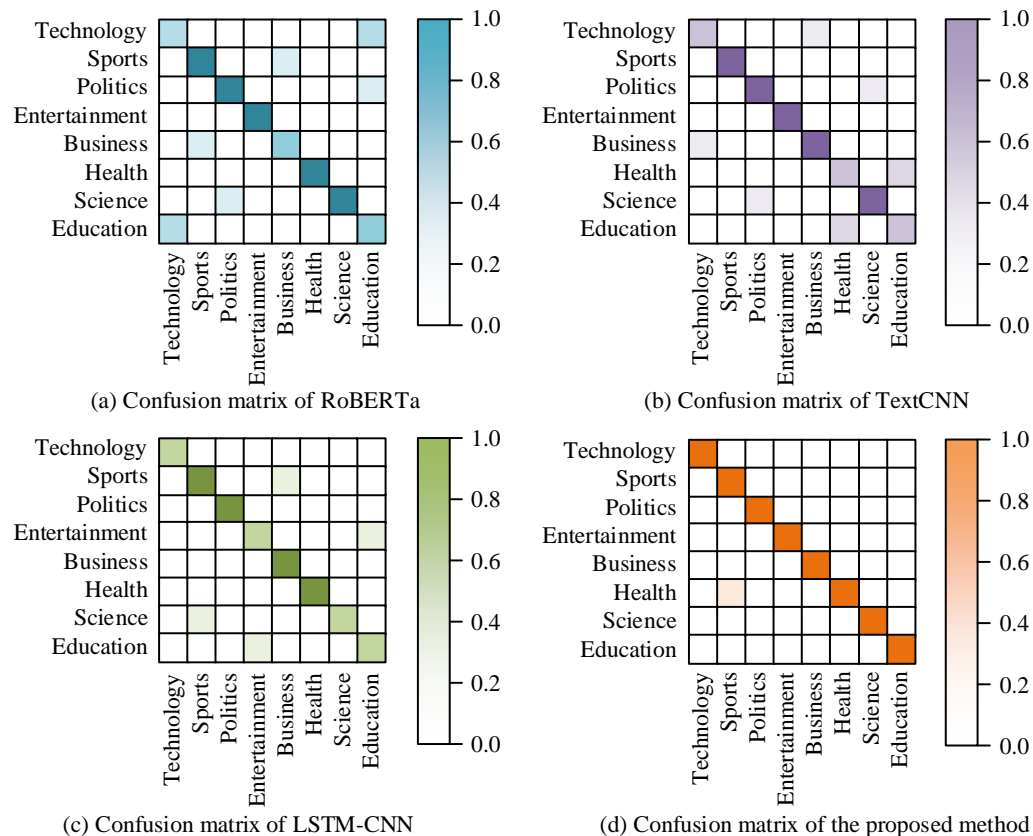 Technology
Sports
Politics
Entertainment
Business
Health
Science
Education
Technology
Sports
Politics
Entertainment
Business
Health
Science
Education
1.0
0.8
0.6
0.4
0.2
0.0
(a) Confusion matrix of RoBERTa
Technology
Sports
Politics
Entertainment
Business
Health
Science
Education
Technology
Sports
Politics
Entertainment
Business
Health
Science
Education
1.0
0.8
0.6
0.4
0.2
0.0
(b) Confusion matrix of TextCNN
Technology
Sports
Politics
Entertainment
Business
Health
Science
Education
Technology
Sports
Politics
Entertainment
Business
Health
Science
Education
1.0
0.8
0.6
0.4
0.2
0.0
(c) Confusion matrix of LSTM-CNN
Technology
Sports
Politics
Entertainment
Business
Health
Science
Education
Technology
Sports
Politics
Entertainment
Business
Health
Science
Education
1.0
0.8
0.6
0.4
0.2
0.0
(d) Confusion matrix of the proposed method